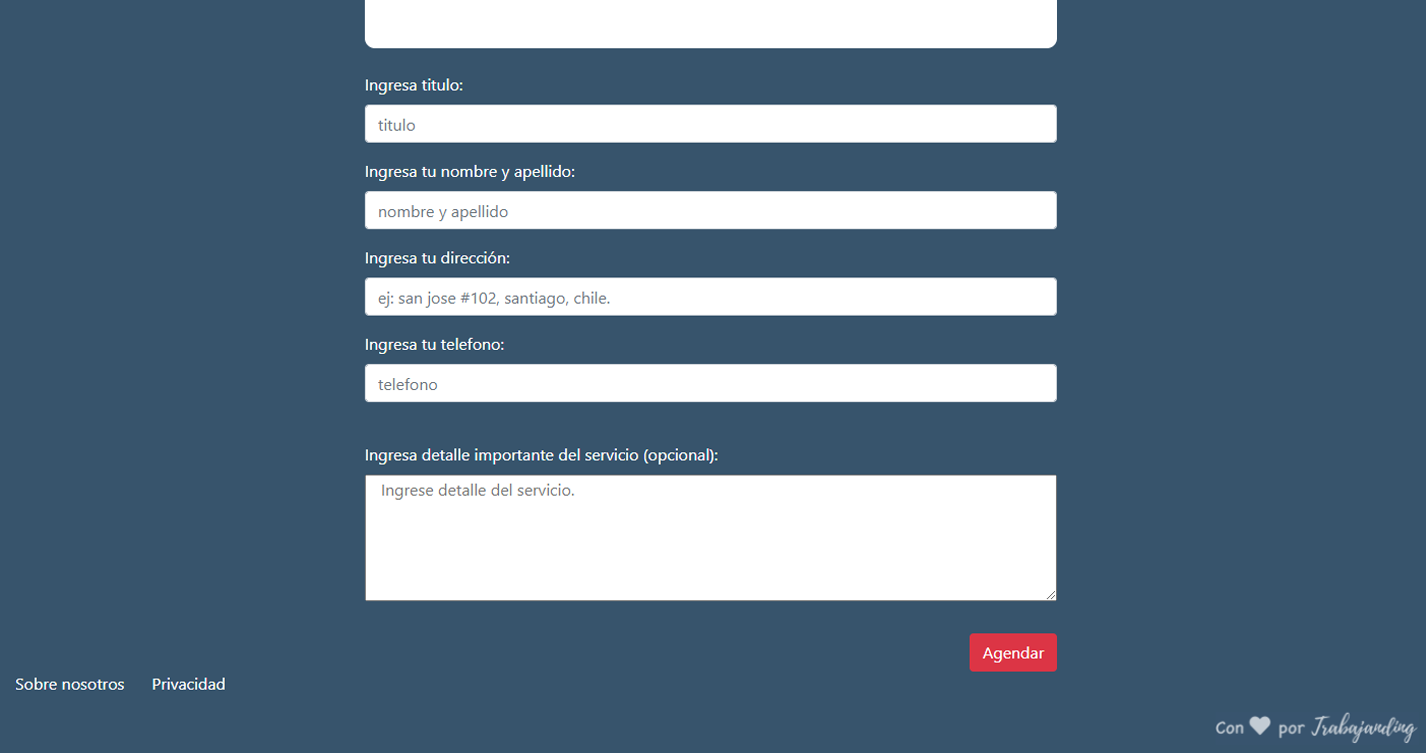 Ingresa titulo:
titulo
Ingresa tu nombre y apellido:
nombre y apellido
Ingresa tu dirección:
ej: san jose #102, santiago, chile.
Ingresa tu telefono:
telefono
Ingresa detalle importante del servicio (opcional):
Ingrese detalle del servicio.
Agendar
Sobre nosotros Privacidad
Con por Trabajanding